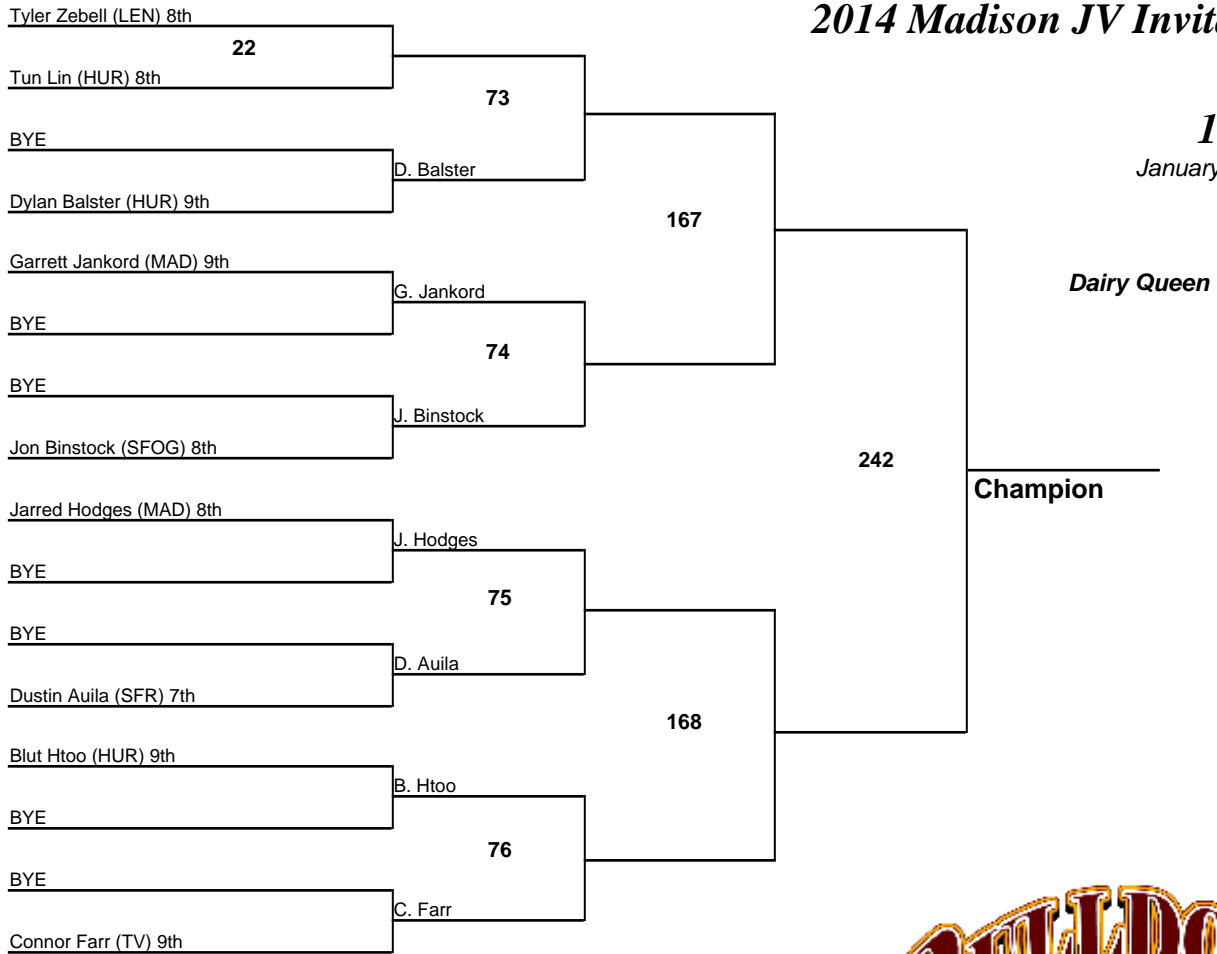 Tyler Zebell (LEN) 8th
2014 Madison JV
22
Tun Lin (HUR) 8th
73
BYE
1
D. Balster
January
Dylan Balster (HUR) 9th
167
Garrett Jankord (MAD) 9th
G. Jankord
Dairy Queen
BYE
74
BYE
J. Binstock
Jon Binstock (SFOG) 8th
242
Champion
Jarred Hodges (MAD) 8th
J. Hodges
BYE
75
BYE
D. Auila
Dustin Auila (SFR) 7th
168
Blut Htoo (HUR) 9th
B. Htoo
BYE
76
BYE
C. Farr
Connor Farr (TV) 9th